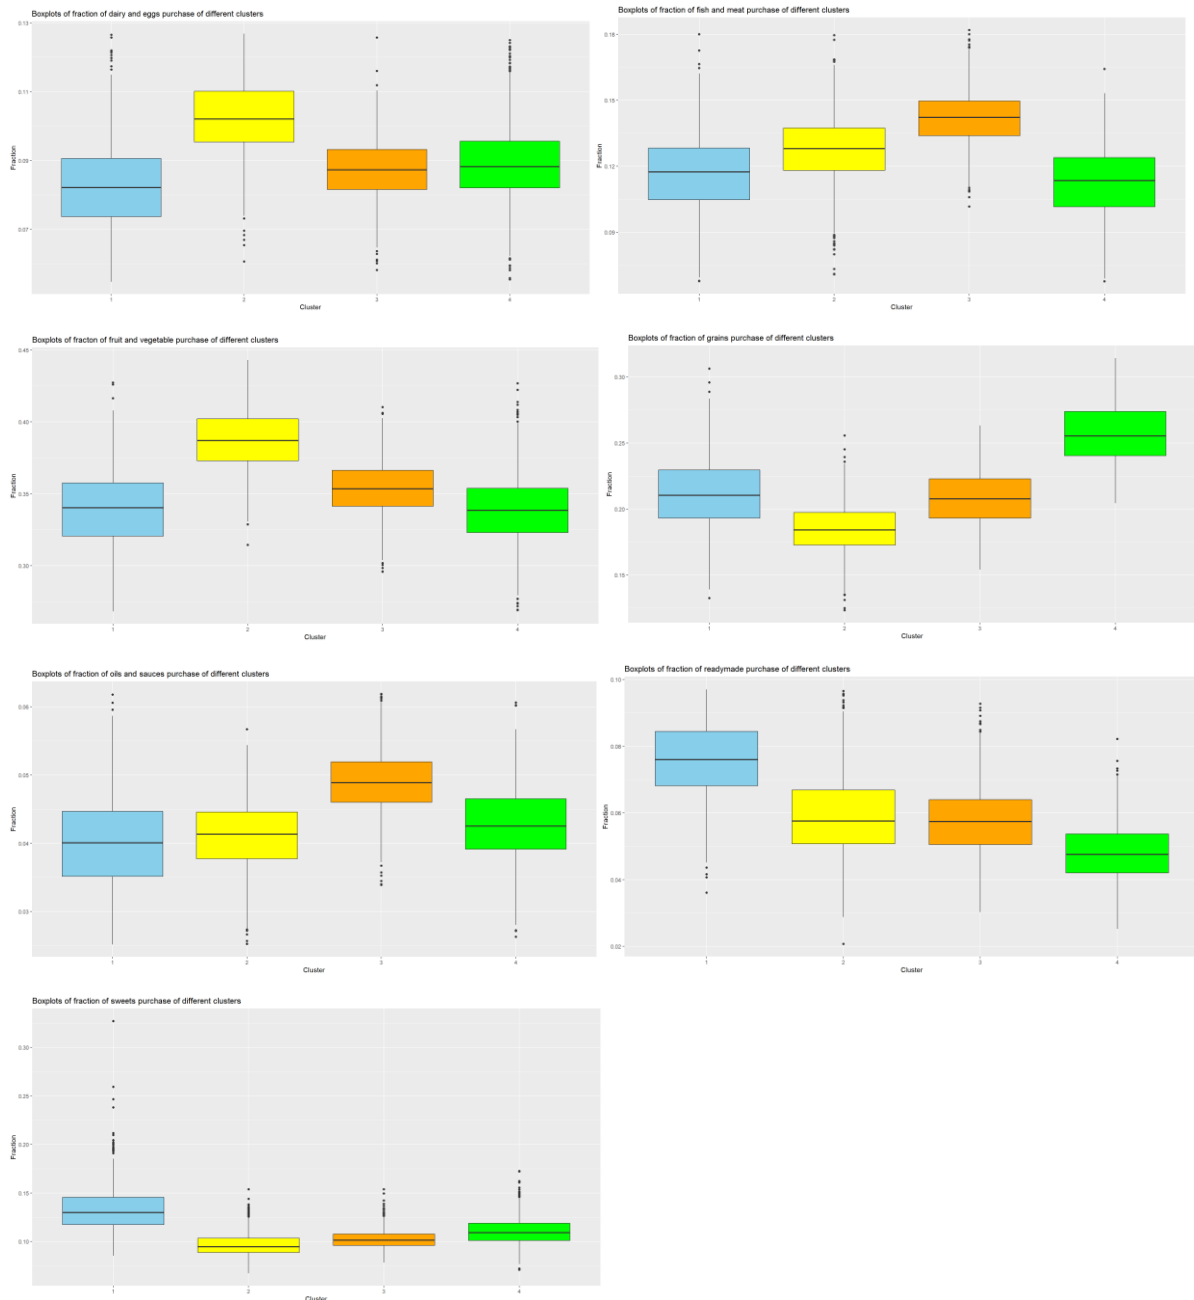 Boxplots of fraction of dairy and eggs purchase of different clusters
0.13
0.11
0.09
0.07
Fraction
1 2 3 4
Cluster
Boxplots of fraction of fish and meat purchase of different clusters
0.18
0.15
0.12
0.09
Fraction
1 2 3 4
Cluster
Boxplots of fracton of fruit and vegetable purchase of different clusters
0.45
0.40
0.35
0.30
Fraction
1 2 3 4
Cluster
Boxplots of fraction of grains purchase of different clusters
0.30
0.25
0.20
0.15
Fraction
1 2 3 4
Cluster
Boxplots of fraction of oils and sauces purchase of different clusters
0.06
0.05
0.04
0.03
Fraction
1 2 3 4
Cluster
Boxplots of fraction of readymade purchase of different clusters
0.10
0.08
0.06
0.04
0.02
Fraction
1 2 3 4
Cluster
Boxplots of fraction of sweets purchase of different clusters
0.30
0.25
0.20
0.15
0.10
Fraction
1 2 3 4
Cluster